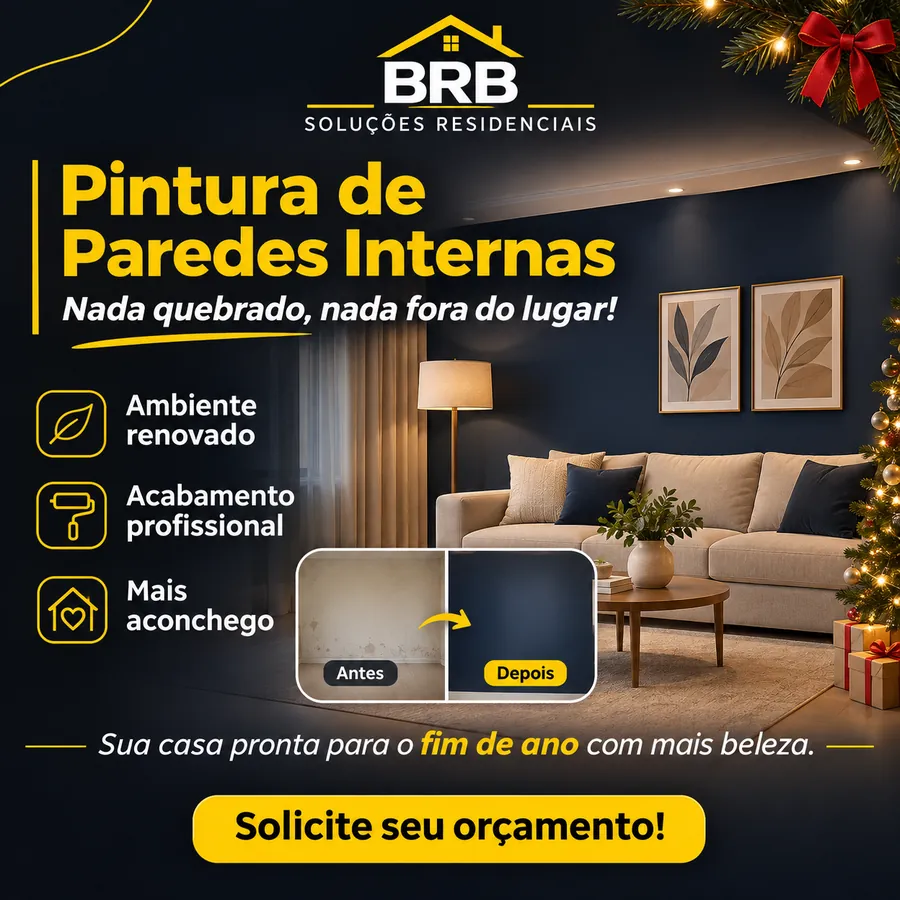 BRB
SOLUÇÕES RESIDENCIAIS
Pintura de
Paredes Internas
Nada quebrado, nada fora do lugar!
Ambiente
renovado
Acabamento
profissional
Mais
aconchego
Antes
Depois
Sua casa pronta para o fim de ano com mais beleza.
Solicite seu orçamento!